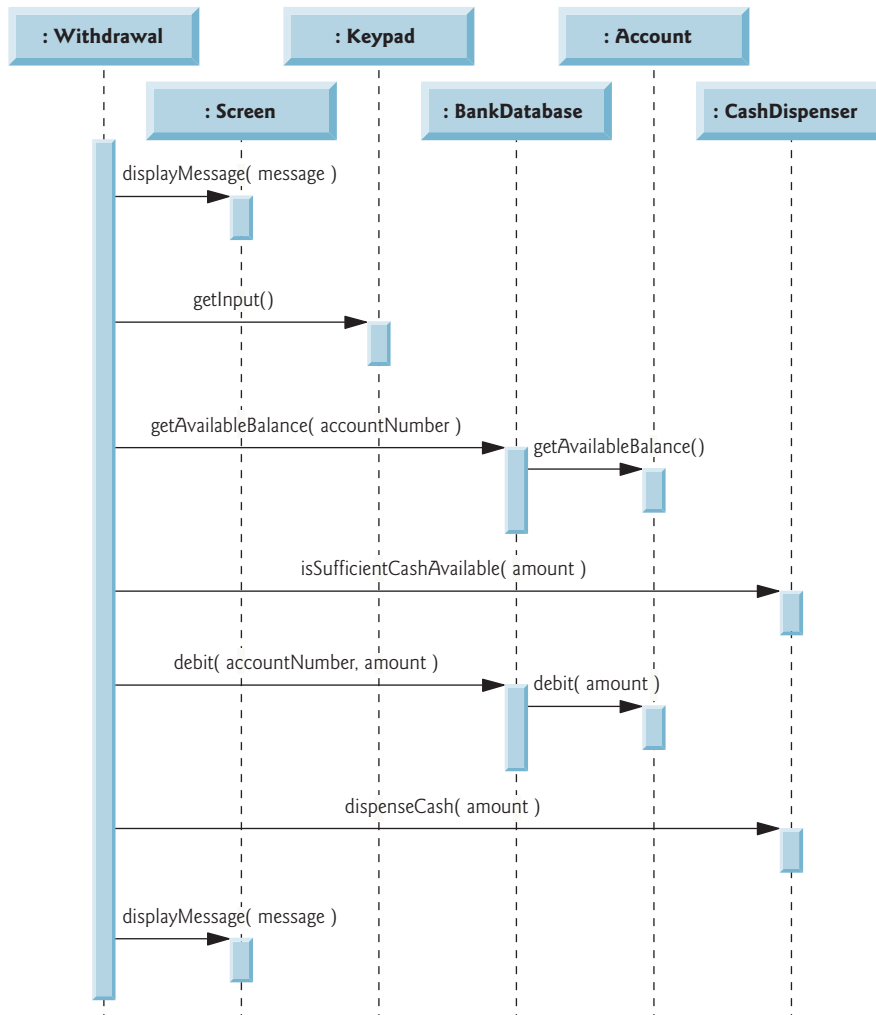 : Withdrawal
: Keypad
: Account
: Screen
: BankDatabase
: CashDispenser
displayMessage( message )
getInput()
getAvailableBalance( accountNumber )
getAvailableBalance()
isSufficientCashAvailable( amount )
debit( accountNumber, amount )
debit( amount )
dispenseCash( amount )
displayMessage( message )